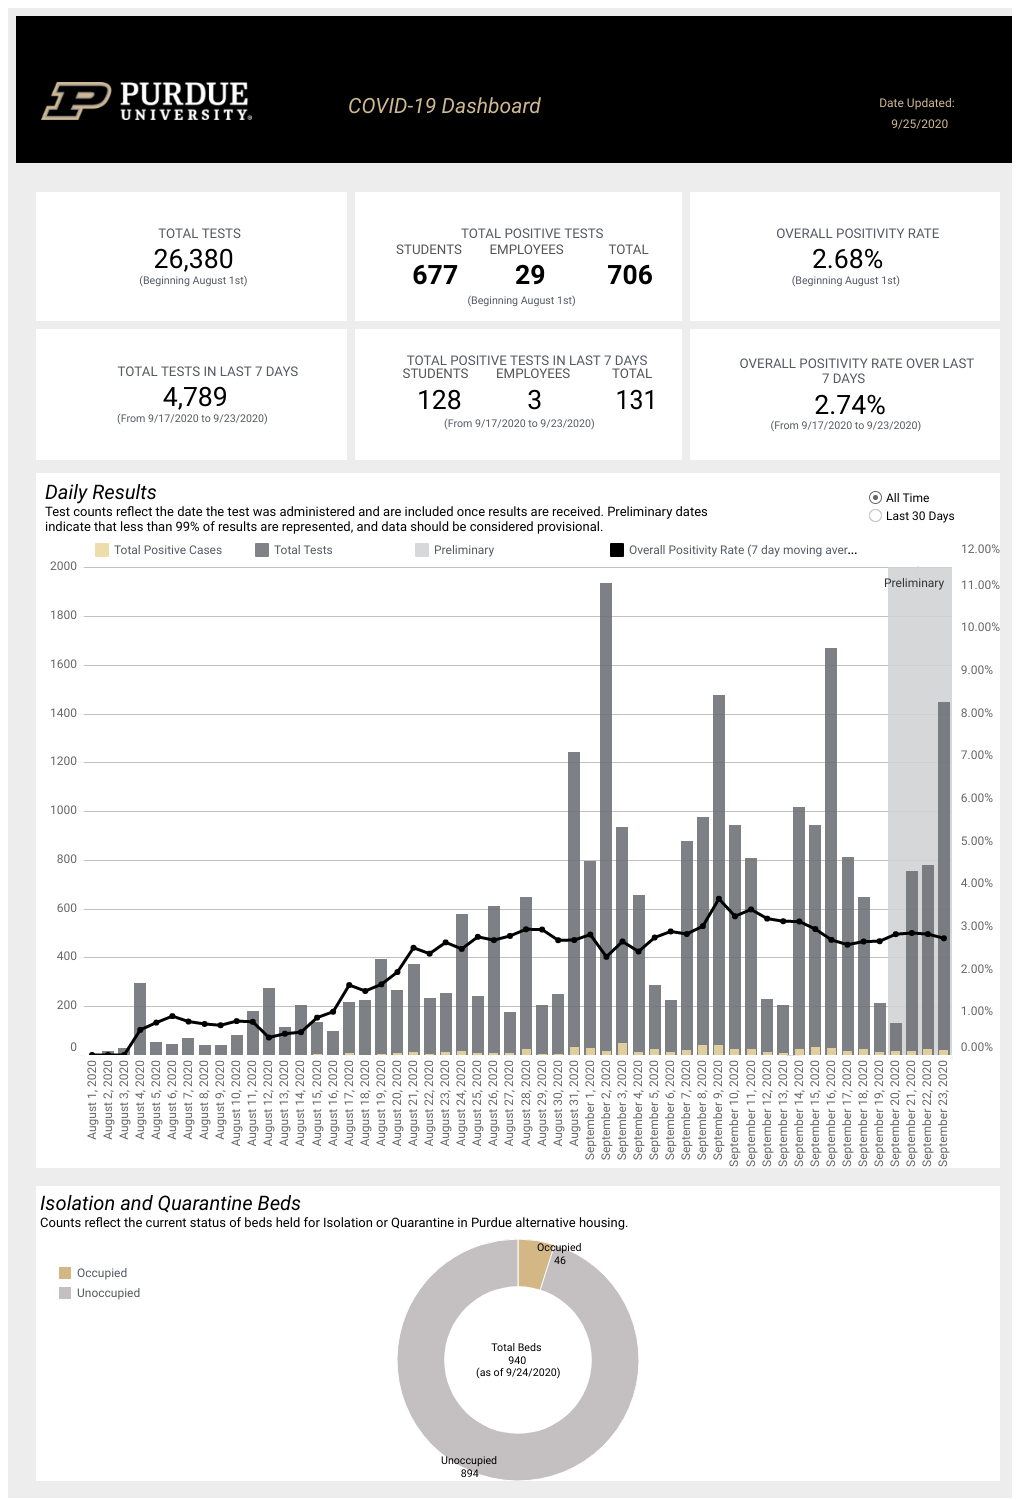 PURDUE
UNIVERSITY®
COVID-19 Dashboard
Date Updated:
9/25/2020
TOTAL TESTS
26,380
(Beginning August 1st)
TOTAL POSITIVE TESTS
STUDENTS EMPLOYEES TOTAL
677 29 706
(Beginning August 1st)
OVERALL POSITIVITY RATE
2.68%
(Beginning August 1st)
TOTAL TESTS IN LAST 7 DAYS
4,789
(From 9/17/2020 to 9/23/2020)
TOTAL POSITIVE TESTS IN LAST 7 DAYS
STUDENTS EMPLOYEES TOTAL
128 3 131
(From 9/17/2020 to 9/23/2020)
OVERALL POSITIVITY RATE OVER LAST
7 DAYS
2.74%
(From 9/17/2020 to 9/23/2020)
Daily Results
Test counts reflect the date the test was administered and are included once results are received. Preliminary dates
indicate that less than 99% of results are represented, and data should be considered provisional.
All Time
Last 30 Days
Total Positive Cases Total Tests Preliminary Overall Positivity Rate (7 day moving aver...
2000
1800
1600
1400
1200
1000
800
600
400
200
0
Preliminary
12.00%
11.00%
10.00%
9.00%
8.00%
7.00%
6.00%
5.00%
4.00%
3.00%
2.00%
1.00%
0.00%
August 1, 2020
August 2, 2020
August 3, 2020
August 4, 2020
August 5, 2020
August 6, 2020
August 7, 2020
August 8, 2020
August 9, 2020
August 10, 2020
August 11, 2020
August 12, 2020
August 13, 2020
August 14, 2020
August 15, 2020
August 16, 2020
August 17, 2020
August 18, 2020
August 19, 2020
August 20, 2020
August 21, 2020
August 22, 2020
August 23, 2020
August 24, 2020
August 25, 2020
August 26, 2020
August 27, 2020
August 28, 2020
August 29, 2020
August 30, 2020
August 31, 2020
September 1, 2020
September 2, 2020
September 3, 2020
September 4, 2020
September 5, 2020
September 6, 2020
September 7, 2020
September 8, 2020
September 9, 2020
September 10, 2020
September 11, 2020
September 12, 2020
September 13, 2020
September 14, 2020
September 15, 2020
September 16, 2020
September 17, 2020
September 18, 2020
September 19, 2020
September 20, 2020
September 21, 2020
September 22, 2020
September 23, 2020
Isolation and Quarantine Beds
Counts reflect the current status of beds held for Isolation or Quarantine in Purdue alternative housing.
Occupied
Unoccupied
Occupied
46
Total Beds
940
(as of 9/24/2020)
Unoccupied
894